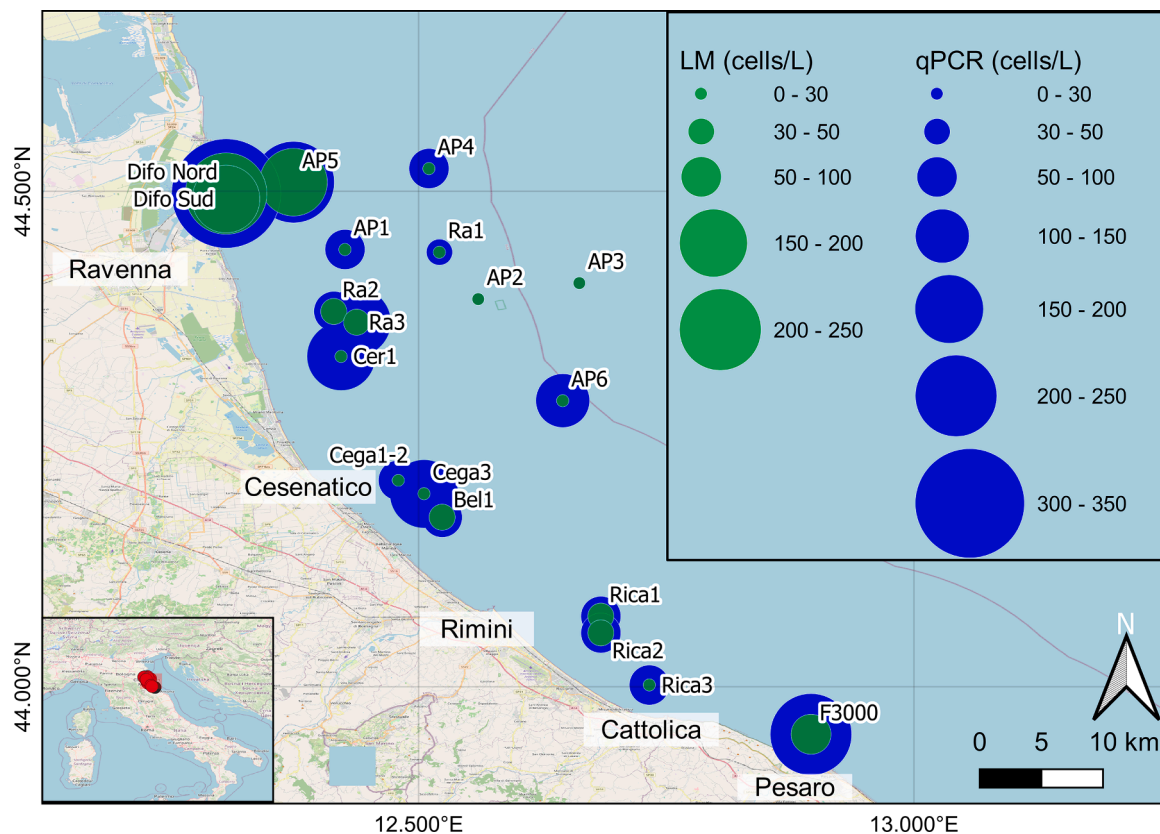 LM (cells/L)
0 - 30
30 - 50
50 - 100
150 - 200
200 - 250
qPCR (cells/L)
0 - 30
30 - 50
50 - 100
100 - 150
150 - 200
200 - 250
300 - 350
44.500°N
44.000°N
Difo Nord
Difo Sud
AP5
AP4
AP1
Ra1
Ravenna
AP3
AP2
Ra2
Ra3
Cer1
AP6
Cega1-2
Cega3
Cesenatico
Bel1
Rica1
Rimini
Rica2
Rica3
Cattolica
F3000
Pesaro
N
0 5 10 km
12.500°E
13.000°E